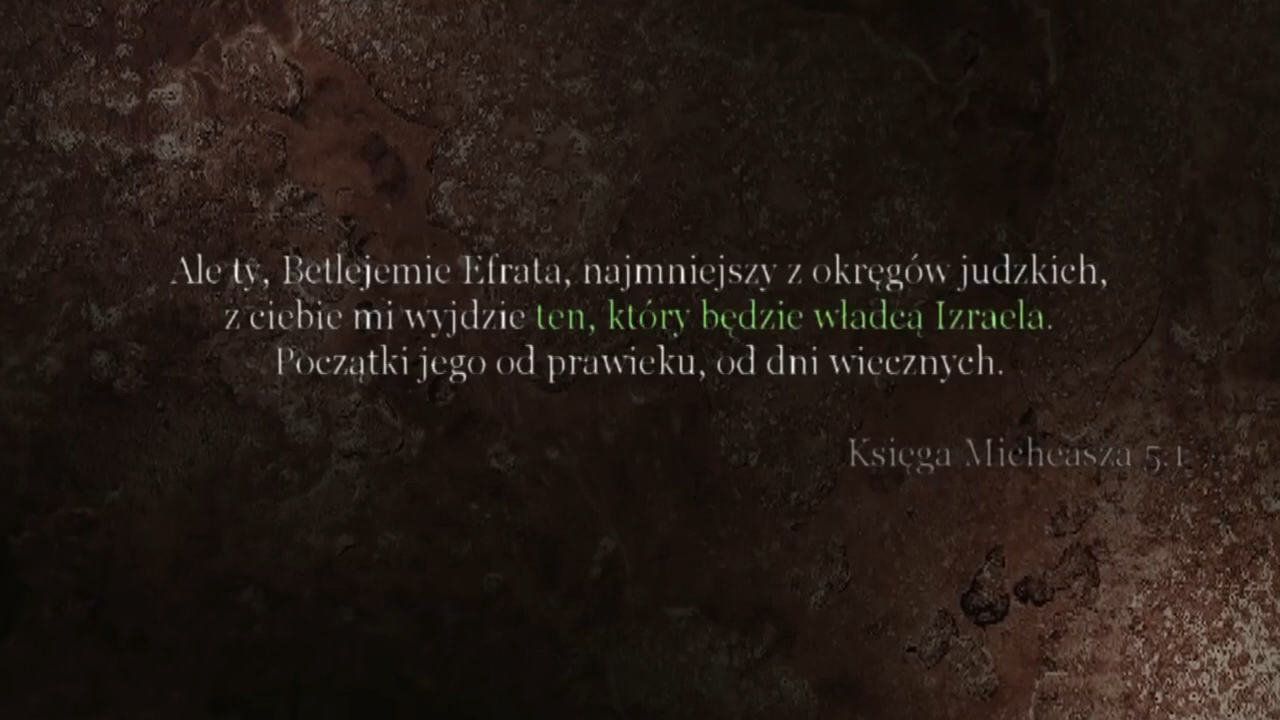 Ale ty, Betlejemie Efrata, najmniejszy z okręgów judzkich,
z ciebie mi wyjdzie ten, który będzie władcą Izraela.
Początki jego od prawieku, od dni wiecznych.
Księga Micheasza 5:1